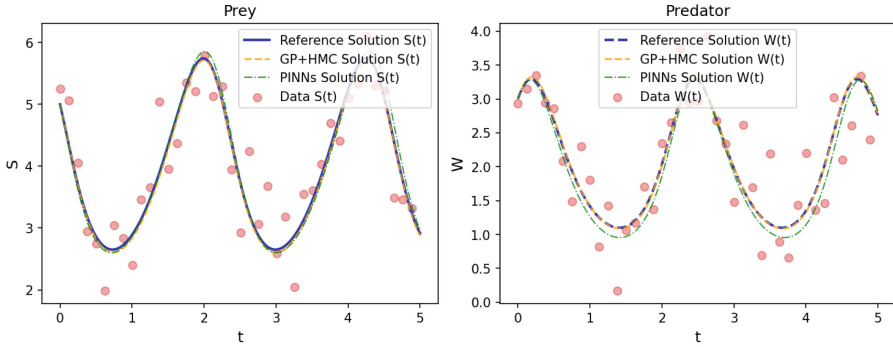 Prey
6
5
4
3
2
S
0
1
2
3
4
5
t
Reference Solution S(t)
GP+HMC Solution S(t)
PINNs Solution S(t)
Data S(t)
Predator
4.0
3.5
3.0
2.5
2.0
1.5
1.0
0.5
0.0
W
0
1
2
3
4
5
t
Reference Solution W(t)
GP+HMC Solution W(t)
PINNs Solution W(t)
Data W(t)